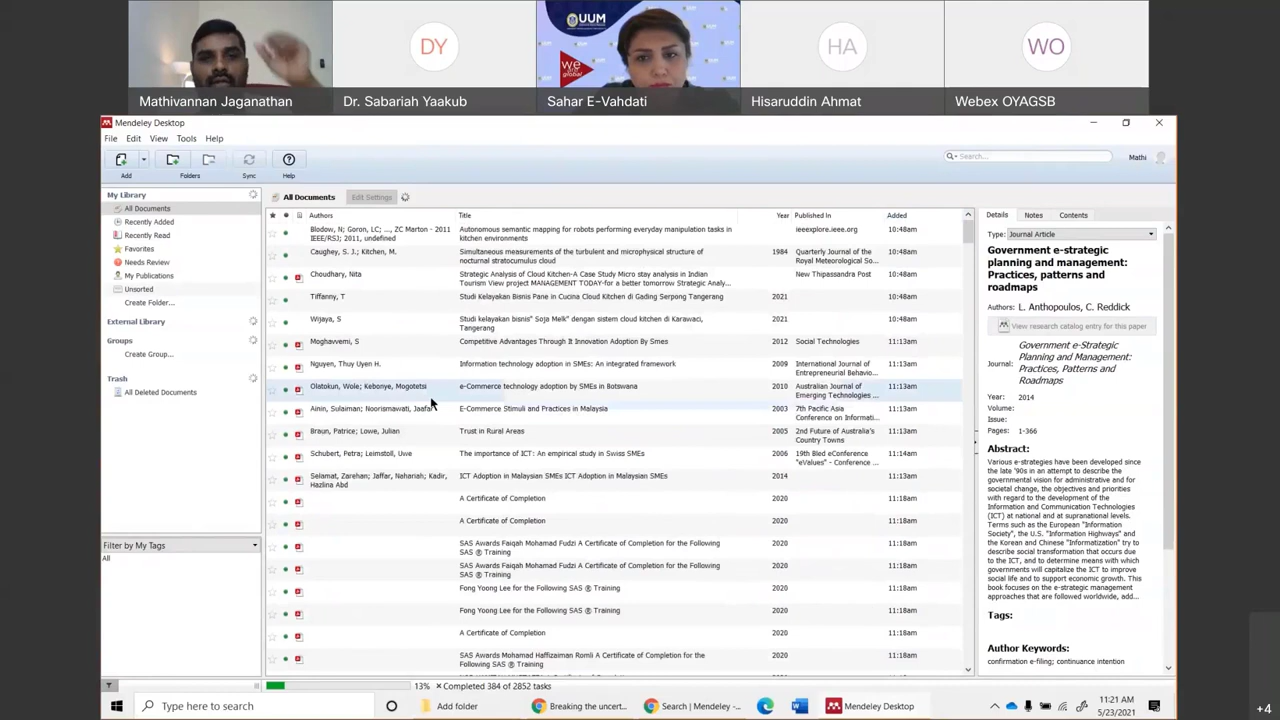 DY
UUM
we
global
HA
WO
Mathivannan Jaganathan
Dr. Sabariah Yaakub
Sahar E-Vahdati
Hisaruddin Ahmat
Webex OYAGSB
Mendeley Desktop
File Edit View Tools Help
Add Folders Sync Help
Search...
Mathi
My Library
All Documents
Recently Added
Recently Read
Favorites
Needs Review
My Publications
Unsorted
Create Folder...
External Library
Groups
Create Group...
Trash
All Deleted Documents
Filter by My Tags
All
All Documents Edit Settings
Authors Title Year Published In Added
Blodow, N; Goron, LC; ..., ZC Marton - 2011 Autonomous semantic mapping for robots performing everyday manipulation tasks in ieeexplore.ieee.org 10:48am
IEEE/RSJ; 2011, undefined kitchen environments
Caughey, S. J.; Kitchen, M. Simultaneous measurements of the turbulent and microphysical structure of 1984 Quarterly Journal of the 10:48am
nocturnal stratocumulus cloud Royal Meteorological So...
Choudhary, Nita Strategic Analysis of Cloud Kitchen-A Case Study Micro stay analysis in Indian New Thipassandra Post 10:48am
Tourism View project MANAGEMENT TODAY-for a better tomorrow Strategic Analy...
Tiffanny, T Studi Kelayakan Bisnis Pane in Cucina Cloud Kitchen di Gading Serpong Tangerang 2021 10:48am
Wijaya, S Studi kelayakan bisnis" Soja Melk" dengan sistem cloud kitchen di Karawaci, 2021 10:48am
Tangerang
Moghavvemi, S Competitive Advantages Through It Innovation Adoption By Smes 2012 Social Technologies 11:13am
Nguyen, Thuy Uyen H. Information technology adoption in SMEs: An integrated framework 2009 International Journal of 11:13am
Entrepreneurial Behavio...
Olatokun, Wole; Kebonye, Mogotetsi e-Commerce technology adoption by SMEs in Botswana 2010 Australian Journal of 11:13am
Emerging Technologies ...
Ainin, Sulaiman; Noorismawati, Jaafar E-Commerce Stimuli and Practices in Malaysia 2003 7th Pacific Asia 11:13am
Conference on Informati...
Braun, Patrice; Lowe, Julian Trust in Rural Areas 2005 2nd Future of Australia's 11:13am
Country Towns
Schubert, Petra; Leimstoll, Uwe The importance of ICT: An empirical study in Swiss SMEs 2006 19th Bled eConference 11:14am
"eValues" - Conference ...
Selamat, Zarehan; Jaffar, Nahariah; Kadir, ICT Adoption in Malaysian SMEs ICT Adoption in Malaysian SMEs 2014 11:13am
Hazlina Abd
A Certificate of Completion 2020 11:18am
A Certificate of Completion 2020 11:18am
SAS Awards Faiqah Mohamad Fudzi A Certificate of Completion for the Following 2020 11:18am
SAS ® Training
SAS Awards Faiqah Mohamad Fudzi A Certificate of Completion for the Following 2020 11:18am
SAS ® Training
Fong Yoong Lee for the Following SAS ® Training 2020 11:18am
Fong Yoong Lee for the Following SAS ® Training 2020 11:18am
A Certificate of Completion 2020 11:18am
SAS Awards Mohamad Haffizaiman Romli A Certificate of Completion for the 2020 11:18am
Following SAS ® Training
Details Notes Contents
Type: Journal Article
Government e-strategic
planning and management:
Practices, patterns and
roadmaps
Authors: L. Anthopoulos, C. Reddick
View research catalog entry for this paper
Government e-Strategic
Journal: Planning and Management:
Practices, Patterns and
Roadmaps
Year: 2014
Volume:
Issue:
Pages: 1-366
Abstract:
Various e-strategies have been developed since
the late '90s in an attempt to describe the
governmental vision for administrative and for
societal change, the objectives and priorities
with regard to the development of the
Information and Communication Technologies
(ICT) at national and at supranational levels.
Terms such as the European "Information
Society", the U.S. "Information Highways" and
the Korean and Chinese "Informatization" try to
describe social transformation that occurs due
to the ICT, and to determine means with which
governments will capitalize the ICT to improve
social life and to support economic growth. This
book focuses on the e-strategic management
approaches that are followed worldwide, and...
Tags:
Author Keywords:
confirmation e-filing; continuance intention
13% Completed 384 of 2852 tasks
Type here to search
Add folder
Breaking the uncert...
Search | Mendeley -...
Mendeley Desktop
11:21 AM
5/23/2021
+4